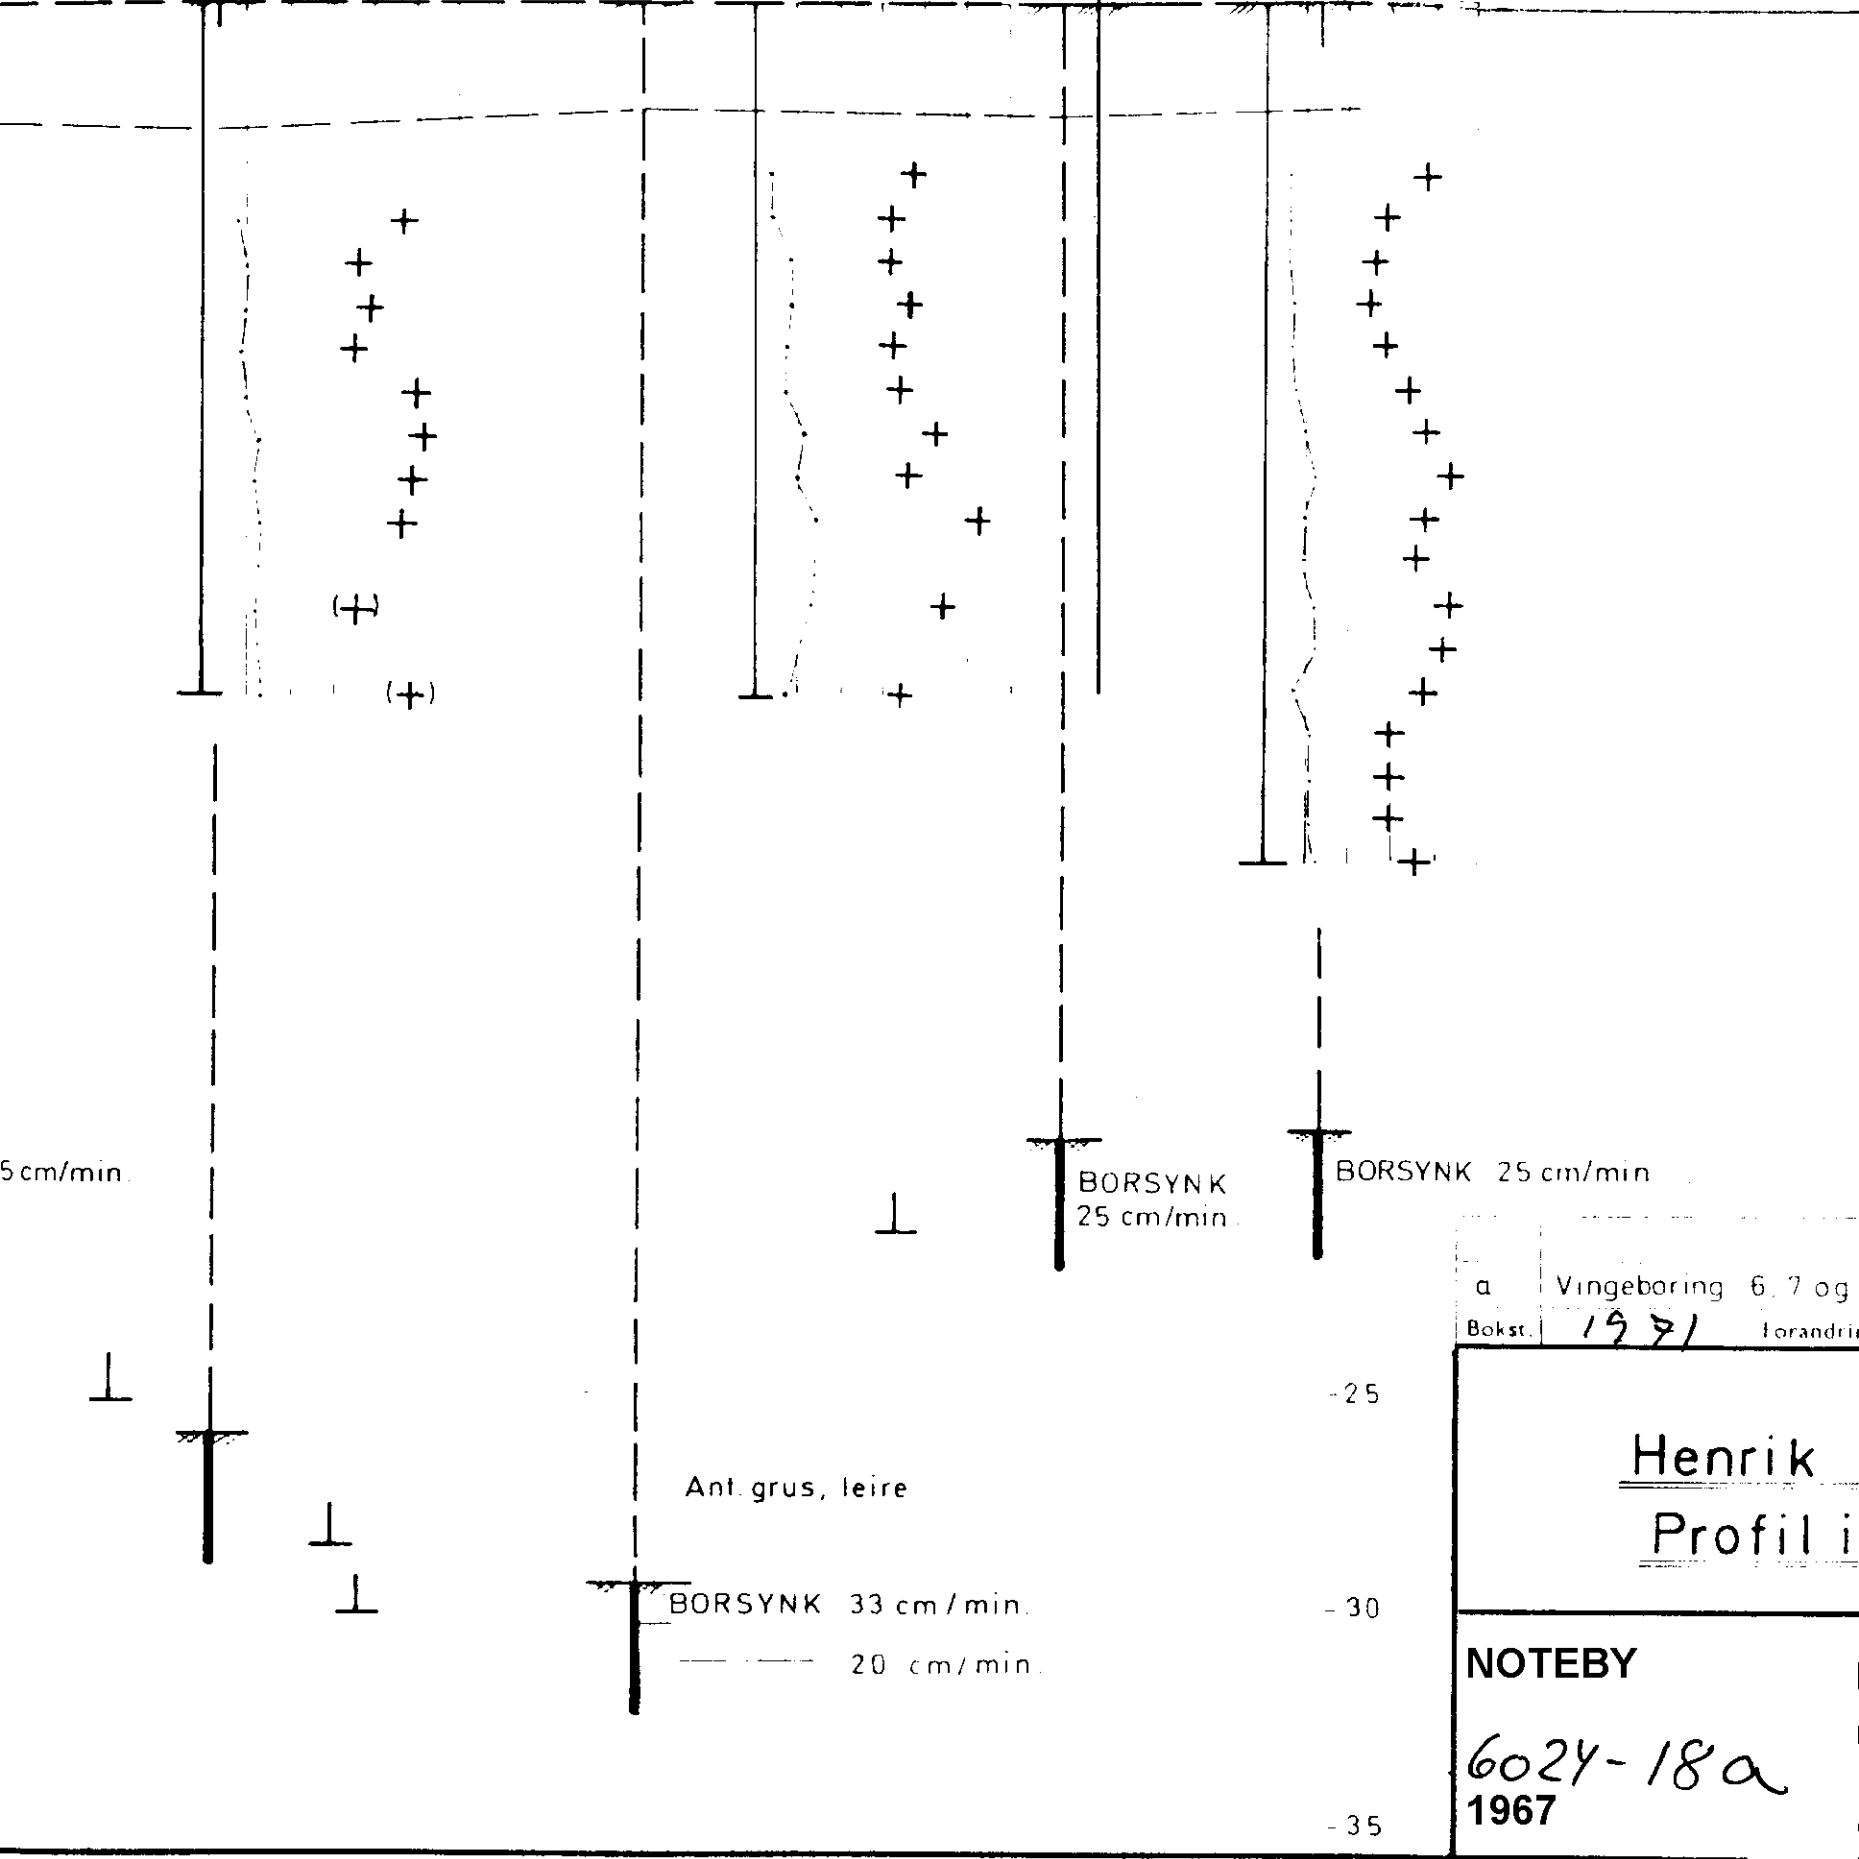 5 cm/min.
BORSYNK
25 cm/min.
BORSYNK 25 cm/min
a Vingeboring 6, 7 og
Bokst. 1971
-25
Henrik
Profil i
Ant. grus, leire
BORSYNK 33 cm/min.
-30
20 cm/min.
NOTEBY
6024-18a
1967
-35